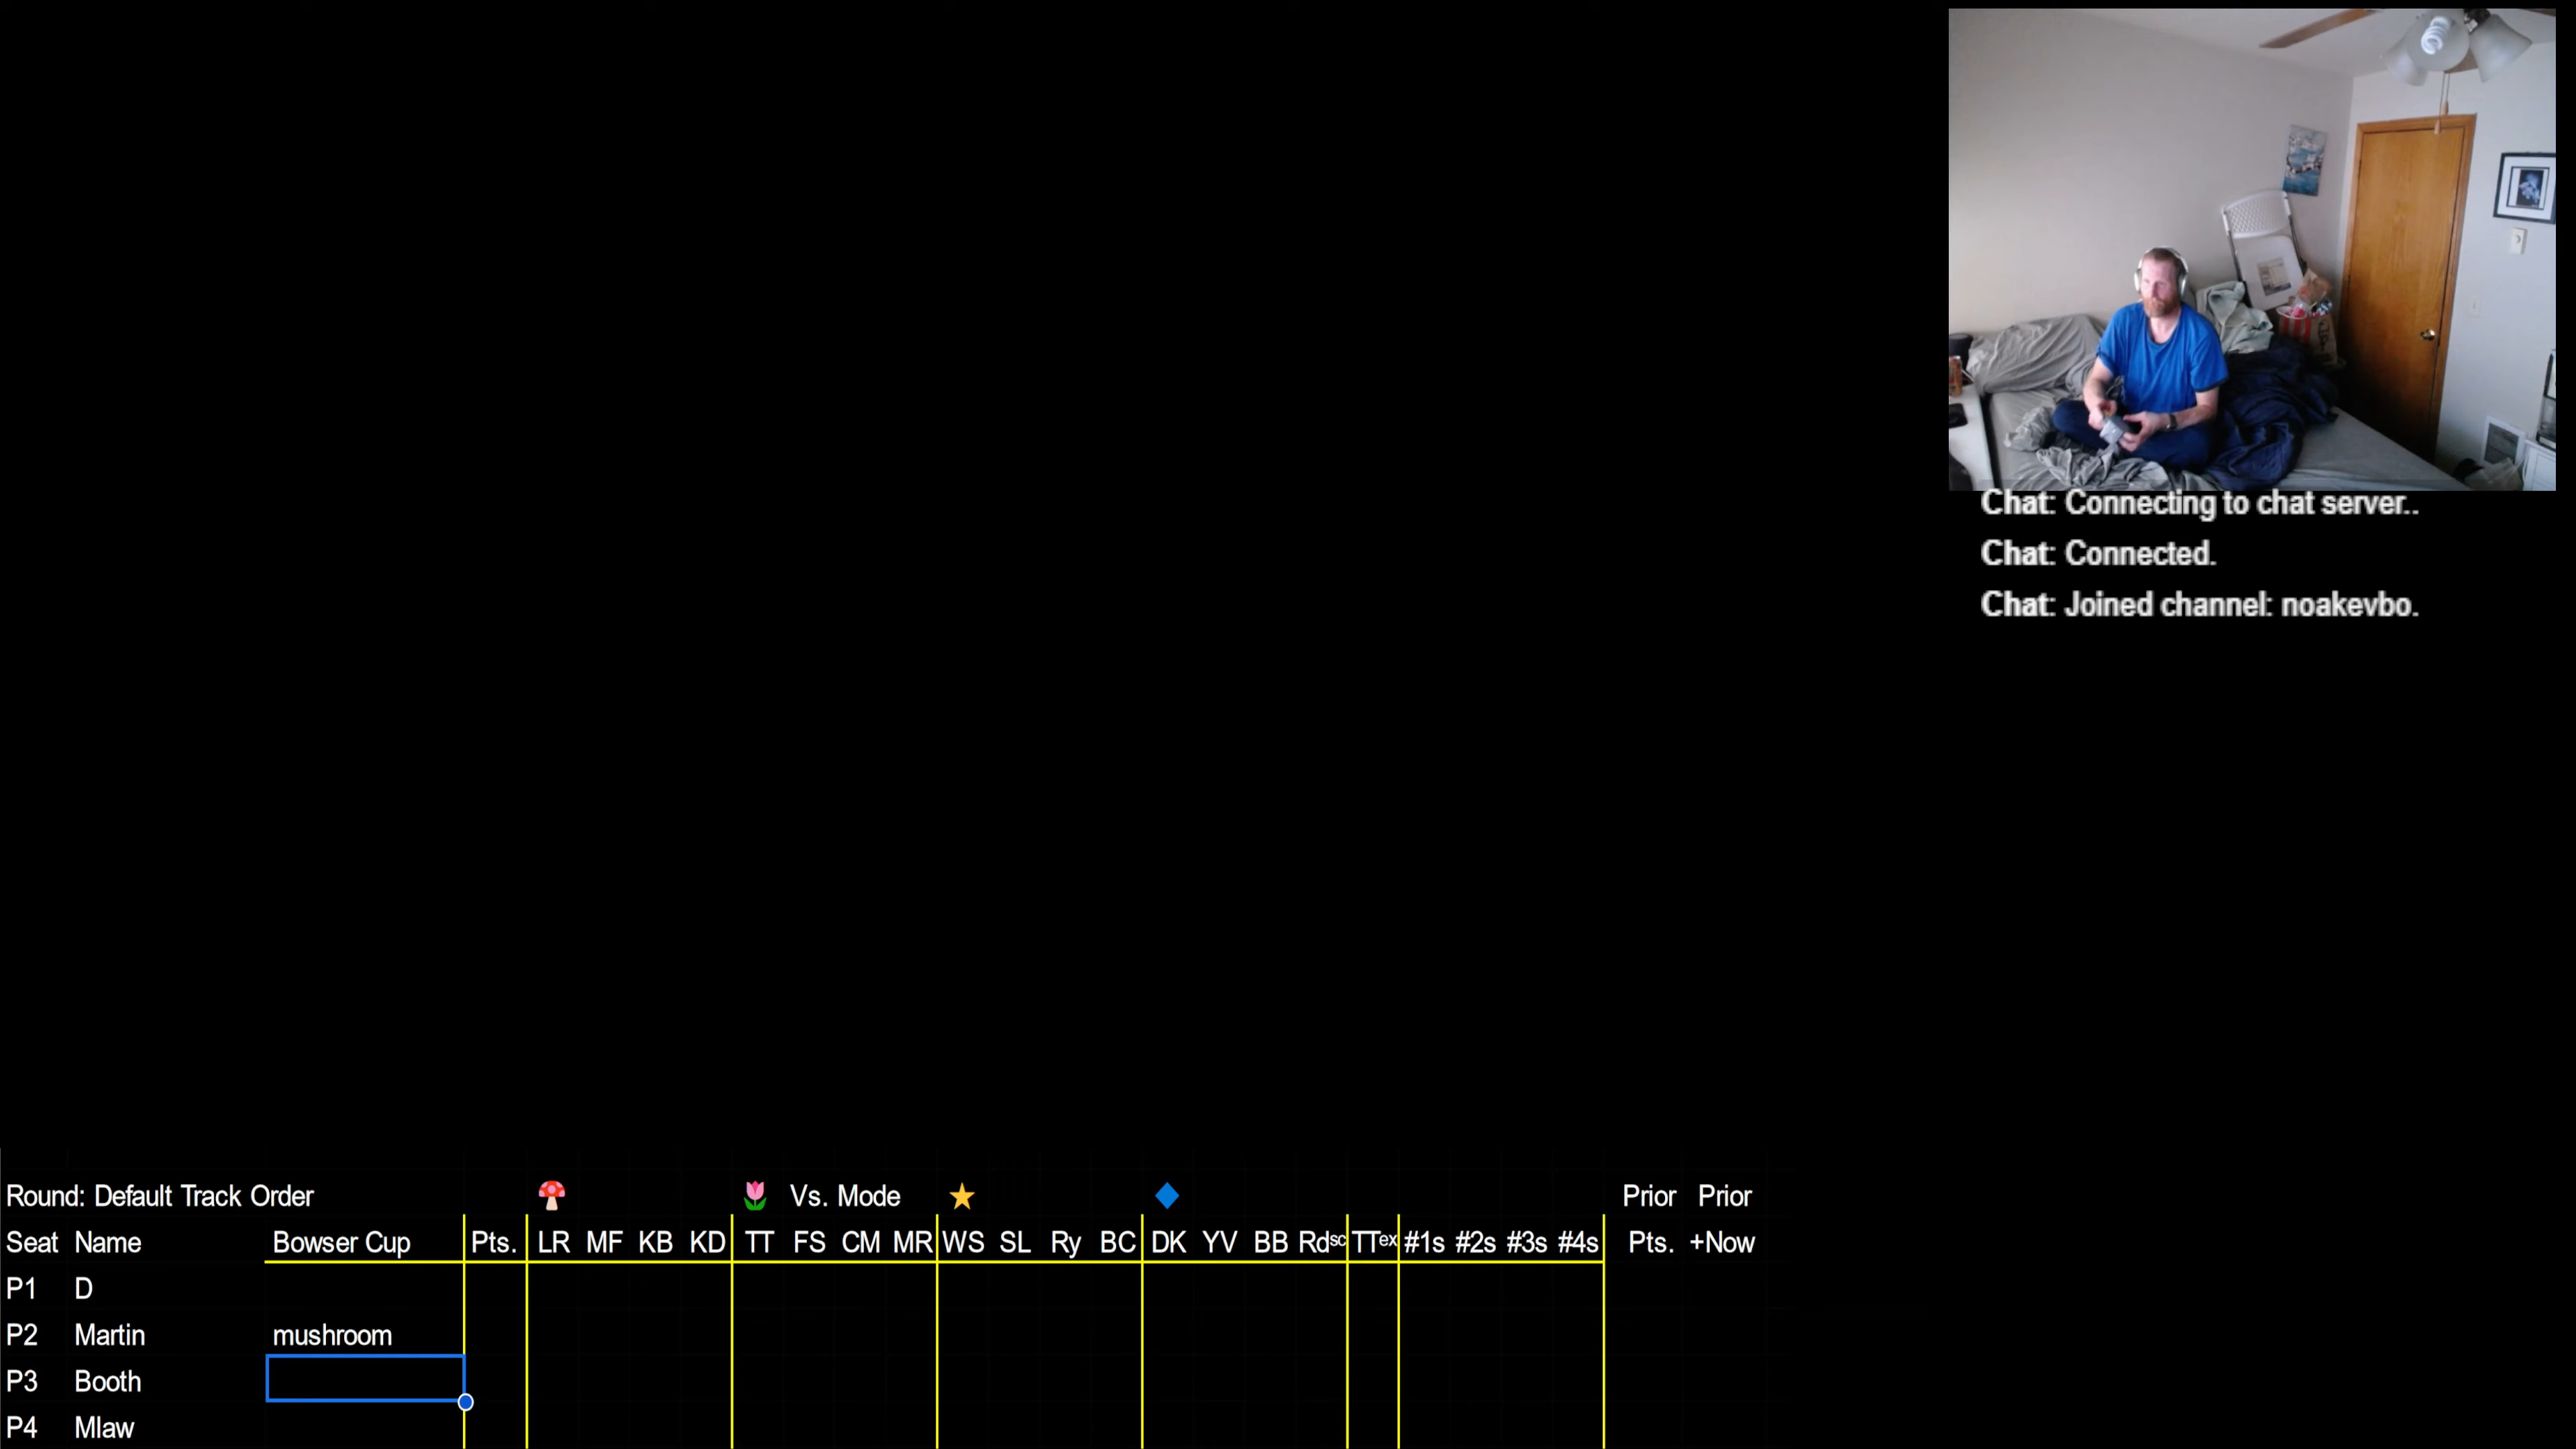 Chat: Connecting to chat server..
Chat: Connected.
Chat: Joined channel: noakevbo.
Round: Default Track Order Vs. Mode Prior Prior
Seat Name Bowser Cup Pts. LR MF KB KD TT FS CM MR WS SL Ry BC DK YV BB Rdˢᶜ TTᵉˣ #1s #2s #3s #4s Pts. +Now
P1 D
P2 Martin mushroom
P3 Booth
P4 Mlaw